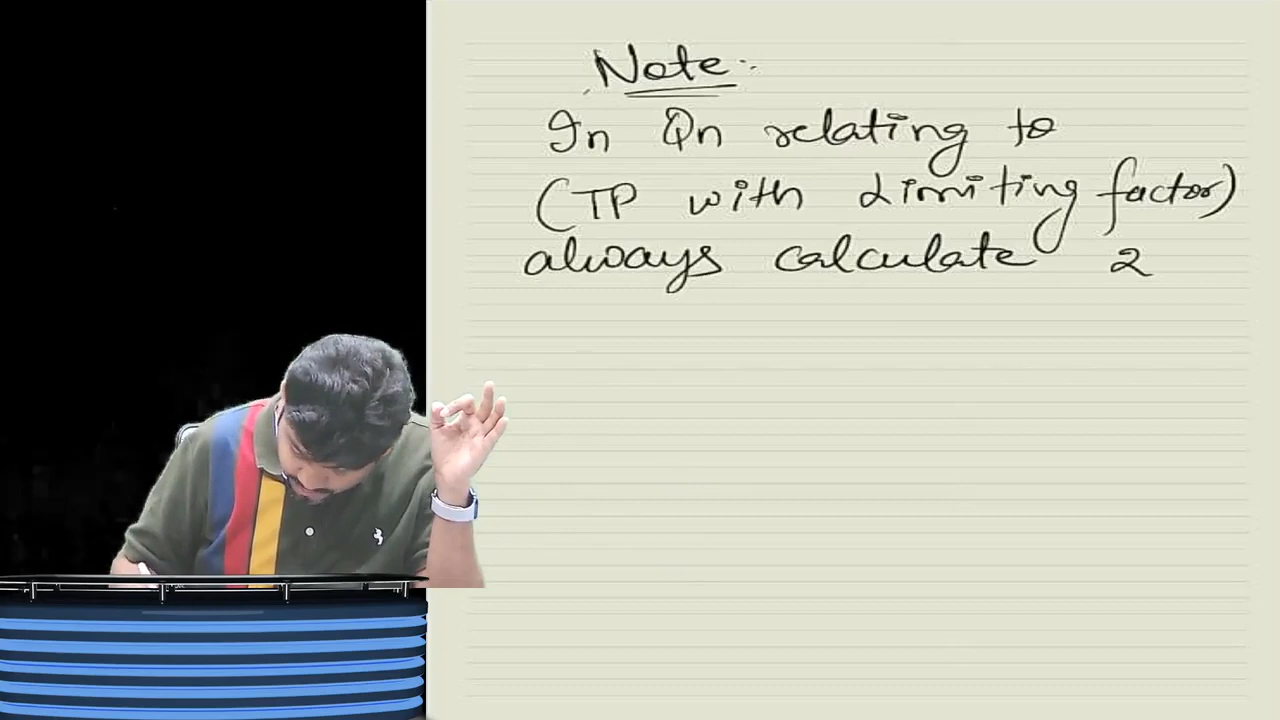 Note:
In Qn relating to
(TP with Limiting factor)
always calculate 2